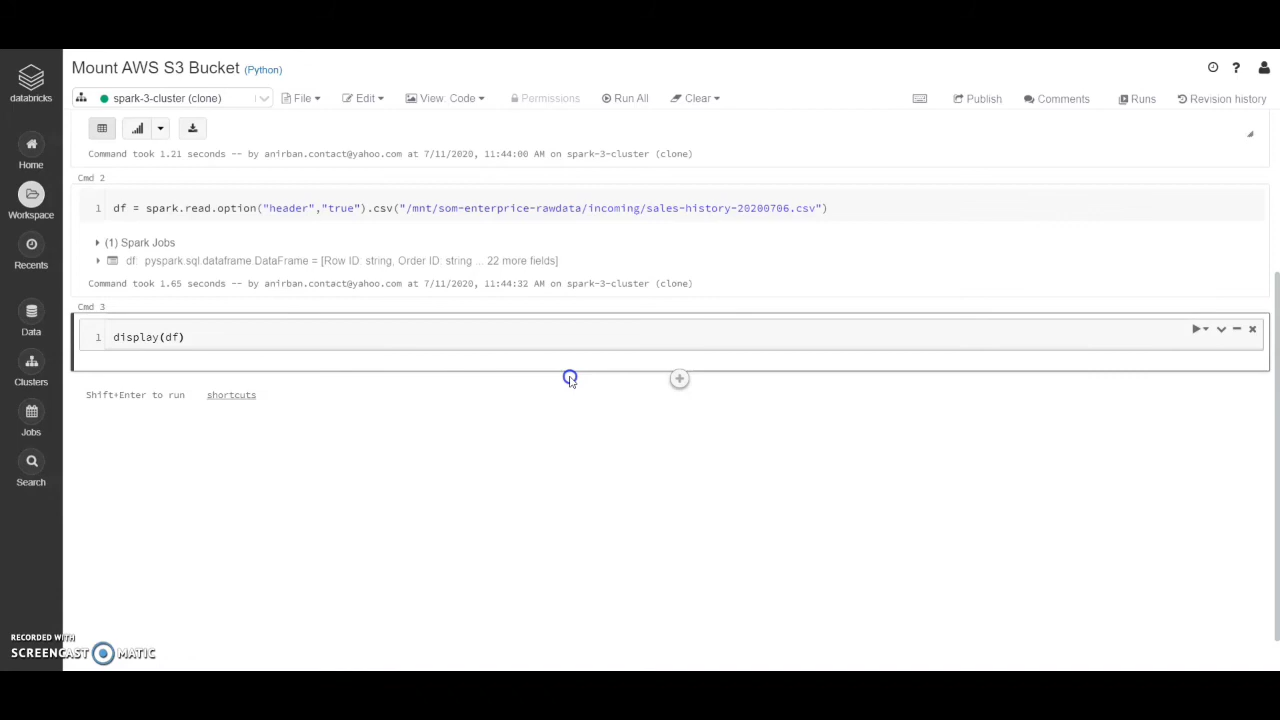 Mount AWS S3 Bucket (Python)
databricks
spark-3-cluster (clone) File Edit View: Code Permissions Run All Clear Publish Comments Runs Revision history
Command took 1.21 seconds -- by anirban.contact@yahoo.com at 7/11/2020, 11:44:00 AM on spark-3-cluster (clone)
Home
Cmd 2
1 df = spark.read.option("header","true").csv("/mnt/som-enterprice-rawdata/incoming/sales-history-20200706.csv")
Workspace
(1) Spark Jobs
df: pyspark.sql.dataframe.DataFrame = [Row ID: string, Order ID: string ... 22 more fields]
Recents
Command took 1.65 seconds -- by anirban.contact@yahoo.com at 7/11/2020, 11:44:32 AM on spark-3-cluster (clone)
Cmd 3
Data
1 display(df)
Clusters
Shift+Enter to run shortcuts
Jobs
Search
RECORDED WITH
SCREENCAST MATIC